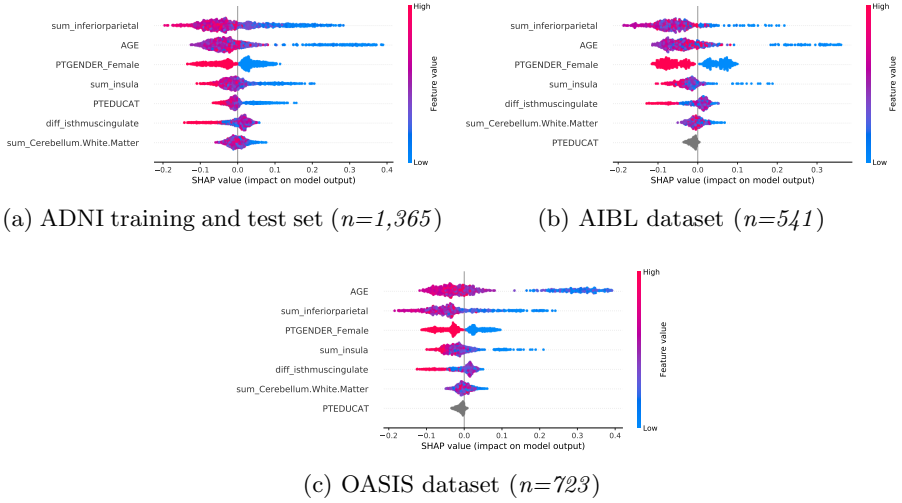 sum_inferiorparietal
AGE
PTGENDER_Female
sum_insula
PTEDUCAT
diff_isthmuscingulate
sum_Cerebellum.White.Matter
−0.2 −0.1 0.0 0.1 0.2 0.3 0.4
SHAP value (impact on model output)
High
Feature value
Low
(a) ADNI training and test set (n=1,365)
sum_inferiorparietal
AGE
PTGENDER_Female
sum_insula
diff_isthmuscingulate
sum_Cerebellum.White.Matter
PTEDUCAT
−0.2 −0.1 0.0 0.1 0.2 0.3
SHAP value (impact on model output)
High
Feature value
Low
(b) AIBL dataset (n=541)
AGE
sum_inferiorparietal
PTGENDER_Female
sum_insula
diff_isthmuscingulate
sum_Cerebellum.White.Matter
PTEDUCAT
−0.2 −0.1 0.0 0.1 0.2 0.3 0.4
SHAP value (impact on model output)
High
Feature value
Low
(c) OASIS dataset (n=723)